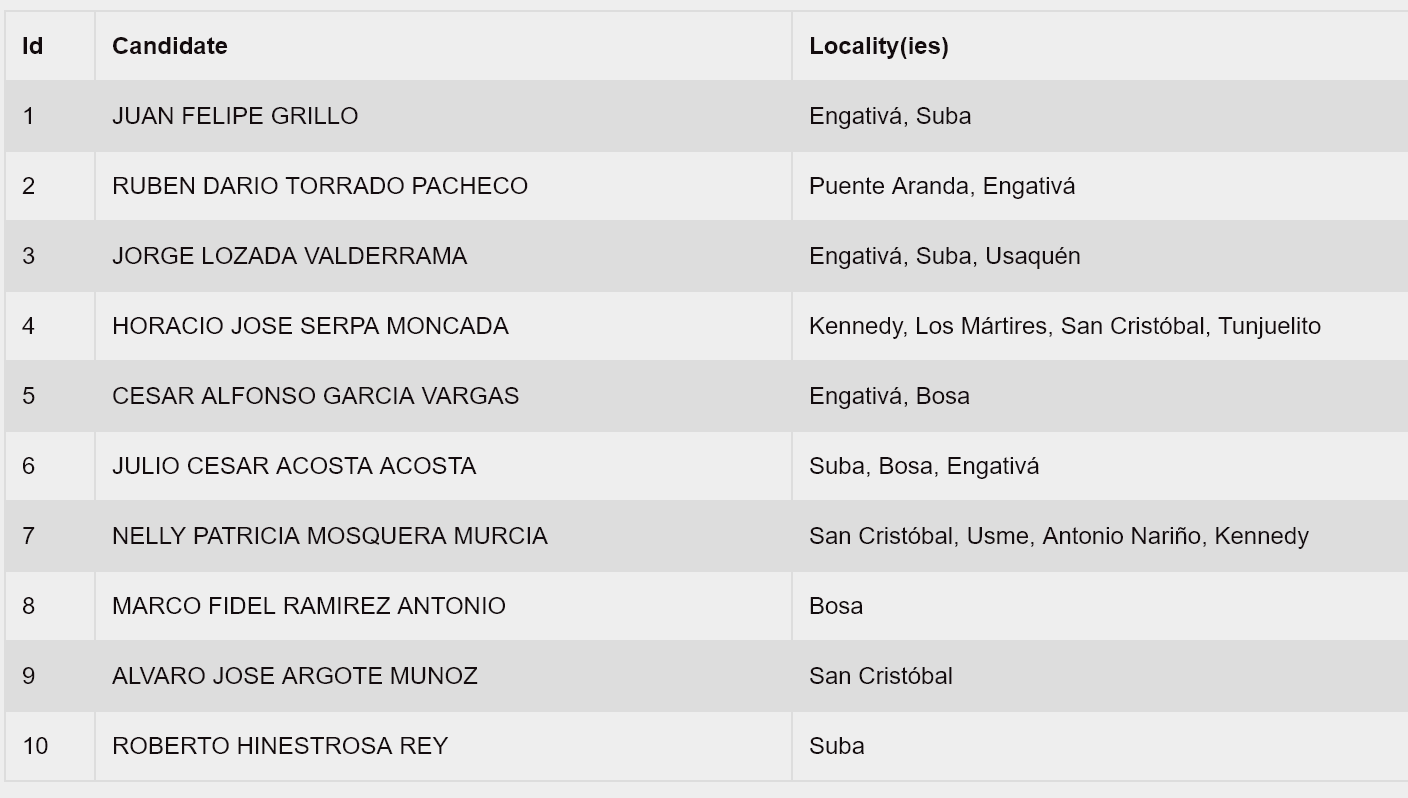 Id Candidate Locality(ies)
1 JUAN FELIPE GRILLO Engativá, Suba
2 RUBEN DARIO TORRADO PACHECO Puente Aranda, Engativá
3 JORGE LOZADA VALDERRAMA Engativá, Suba, Usaquén
4 HORACIO JOSE SERPA MONCADA Kennedy, Los Mártires, San Cristóbal, Tunjuelito
5 CESAR ALFONSO GARCIA VARGAS Engativá, Bosa
6 JULIO CESAR ACOSTA ACOSTA Suba, Bosa, Engativá
7 NELLY PATRICIA MOSQUERA MURCIA San Cristóbal, Usme, Antonio Nariño, Kennedy
8 MARCO FIDEL RAMIREZ ANTONIO Bosa
9 ALVARO JOSE ARGOTE MUNOZ San Cristóbal
10 ROBERTO HINESTROSA REY Suba